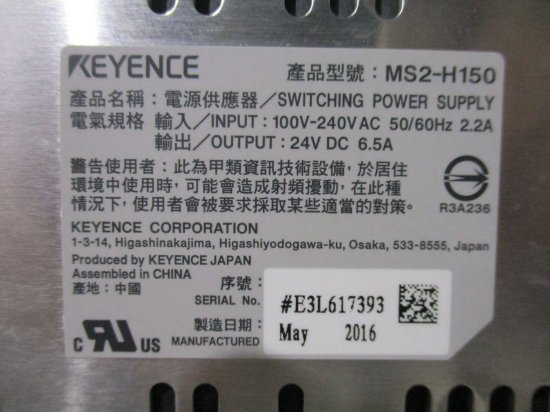 KEYENCE 產品型號: MS2-H150
產品名稱: 電源供應器/SWITCHING POWER SUPPLY
電氣規格 輸入/INPUT: 100V-240V AC 50/60Hz 2.2A
輸出/OUTPUT: 24V DC 6.5A
警告使用者: 此為甲類資訊技術設備, 於居住
環境中使用時, 可能會造成射頻擾動, 在此種
情況下, 使用者會被要求採取某些適當的對策。
R3A236
KEYENCE CORPORATION
1-3-14, Higashinakajima, Higashiyodogawa-ku, Osaka, 533-8555, Japan
Produced by KEYENCE JAPAN
Assembled in CHINA
產地: 中國
序號:
SERIAL No.
#E3L617393
製造日期:
MANUFACTURED
May 2016
c RU US